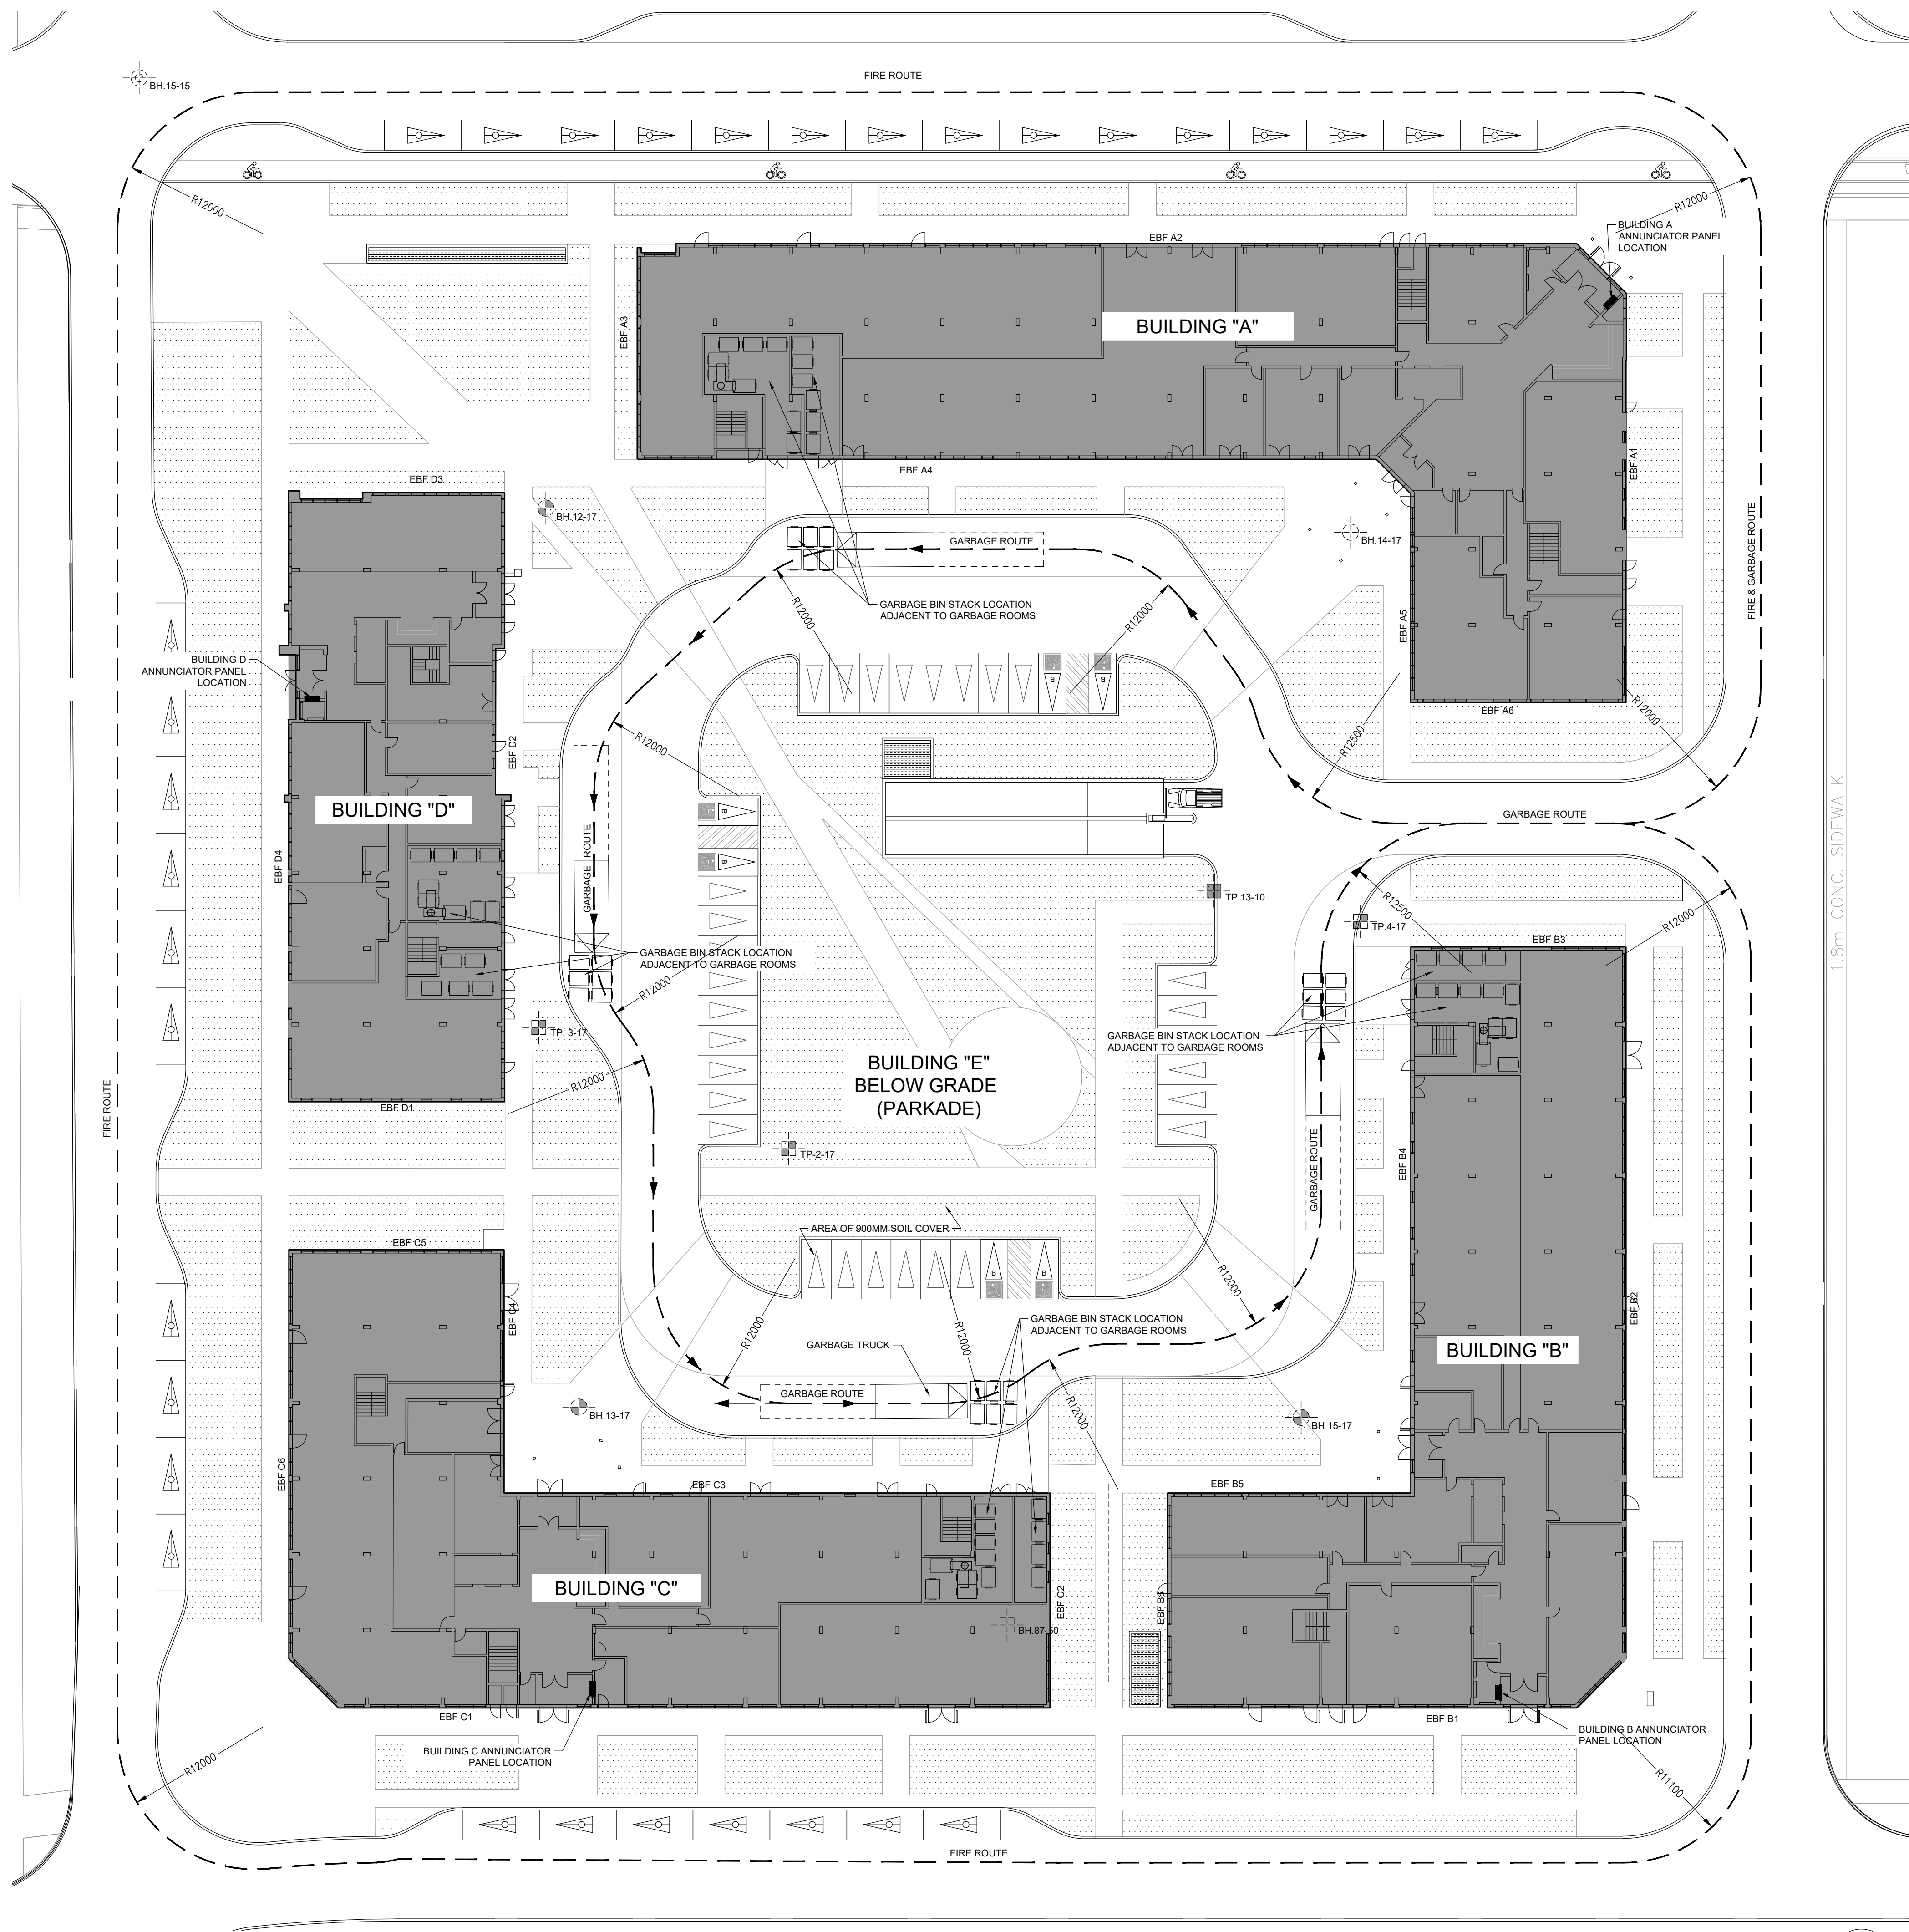 FIRE ROUTE
BH.15-15
R12000
R12000
BUILDING A
ANNUNCIATOR PANEL
LOCATION
EBF A2
EBF A3
BUILDING "A"
EBF A4
EBF A1
EBF D3
BH.12-17
GARBAGE ROUTE
BH.14-17
FIRE & GARBAGE ROUTE
GARBAGE BIN STACK LOCATION
ADJACENT TO GARBAGE ROOMS
R12000
R12000
EBF A5
BUILDING D
ANNUNCIATOR PANEL
LOCATION
B
B
EBF A6
R12000
R12000
R12500
EBF D2
BUILDING "D"
B
B
GARBAGE ROUTE
GARBAGE ROUTE
EBF D4
1.8m CONC. SIDEWALK
TP.13-10
R12500
TP.4-17
R12000
EBF B3
GARBAGE BIN STACK LOCATION
ADJACENT TO GARBAGE ROOMS
R12000
TP. 3-17
GARBAGE BIN STACK LOCATION
ADJACENT TO GARBAGE ROOMS
BUILDING "E"
BELOW GRADE
(PARKADE)
R12000
EBF D1
FIRE ROUTE
TP-2-17
GARBAGE ROUTE
EBF B4
AREA OF 900MM SOIL COVER
EBF C5
B
B
R12000
EBF C4
EBF B2
R12000
R12000
GARBAGE BIN STACK LOCATION
ADJACENT TO GARBAGE ROOMS
GARBAGE TRUCK
BUILDING "B"
GARBAGE ROUTE
R12000
BH.13-17
BH 15-17
EBF C6
EBF C3
EBF B5
BUILDING "C"
EBF C2
EBF B6
BH.87-50
EBF C1
EBF B1
BUILDING C ANNUNCIATOR
PANEL LOCATION
BUILDING B ANNUNCIATOR
PANEL LOCATION
R12000
R11100
FIRE ROUTE